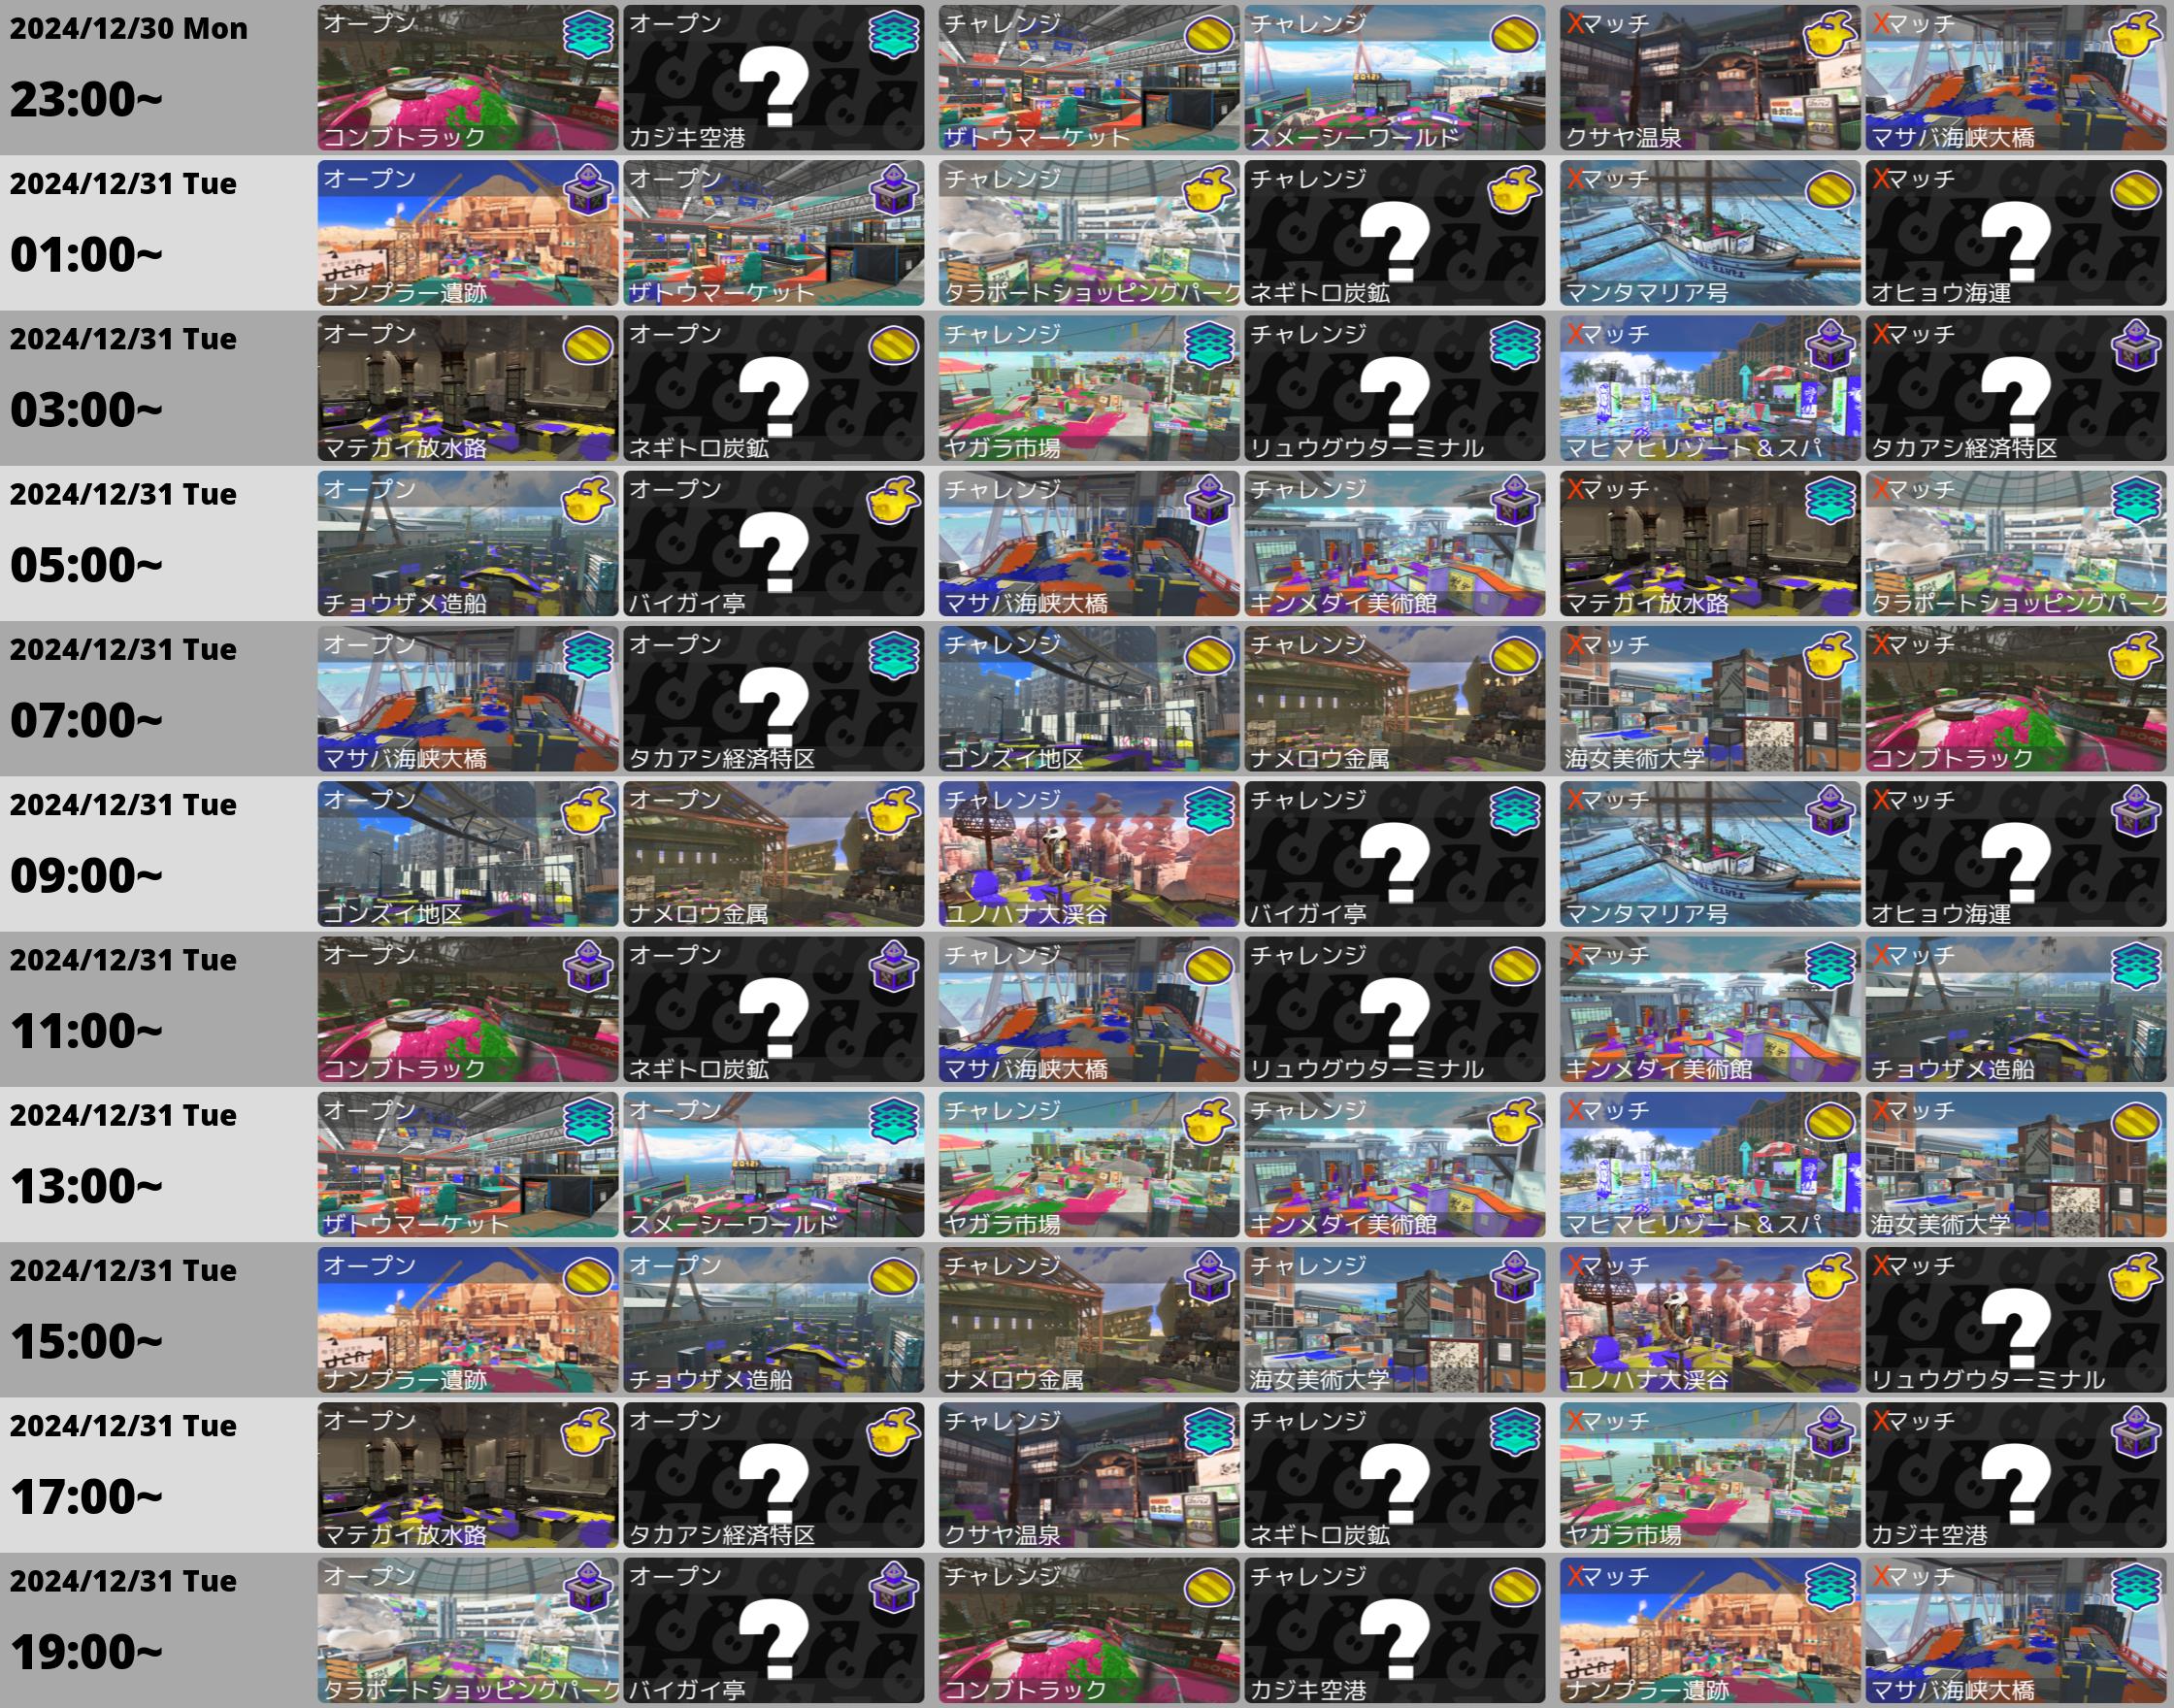 2024/12/30 Mon
23:00~
オープン
コンブトラック
オープン
カジキ空港
チャレンジ
ザトウマーケット
チャレンジ
スメーシーワールド
Xマッチ
クサヤ温泉
Xマッチ
マサバ海峡大橋
2024/12/31 Tue
01:00~
オープン
ナンプラー遺跡
オープン
ザトウマーケット
チャレンジ
タラポートショッピングパーク
チャレンジ
ネギトロ炭鉱
Xマッチ
マンタマリア号
Xマッチ
オヒョウ海運
2024/12/31 Tue
03:00~
オープン
マテガイ放水路
オープン
ネギトロ炭鉱
チャレンジ
ヤガラ市場
チャレンジ
リュウグウターミナル
Xマッチ
マヒマヒリゾート&スパ
Xマッチ
タカアシ経済特区
2024/12/31 Tue
05:00~
オープン
チョウザメ造船
オープン
バイガイ亭
チャレンジ
マサバ海峡大橋
チャレンジ
キンメダイ美術館
Xマッチ
マテガイ放水路
Xマッチ
タラポートショッピングパーク
2024/12/31 Tue
07:00~
オープン
マサバ海峡大橋
オープン
タカアシ経済特区
チャレンジ
ゴンズイ地区
チャレンジ
ナメロウ金属
Xマッチ
海女美術大学
Xマッチ
コンブトラック
2024/12/31 Tue
09:00~
オープン
ゴンズイ地区
オープン
ナメロウ金属
チャレンジ
ユノハナ大渓谷
チャレンジ
バイガイ亭
Xマッチ
マンタマリア号
Xマッチ
オヒョウ海運
2024/12/31 Tue
11:00~
オープン
コンブトラック
オープン
ネギトロ炭鉱
チャレンジ
マサバ海峡大橋
チャレンジ
リュウグウターミナル
Xマッチ
キンメダイ美術館
Xマッチ
チョウザメ造船
2024/12/31 Tue
13:00~
オープン
ザトウマーケット
オープン
スメーシーワールド
チャレンジ
ヤガラ市場
チャレンジ
キンメダイ美術館
Xマッチ
マヒマヒリゾート&スパ
Xマッチ
海女美術大学
2024/12/31 Tue
15:00~
オープン
ナンプラー遺跡
オープン
チョウザメ造船
チャレンジ
ナメロウ金属
チャレンジ
海女美術大学
Xマッチ
ユノハナ大渓谷
Xマッチ
リュウグウターミナル
2024/12/31 Tue
17:00~
オープン
マテガイ放水路
オープン
タカアシ経済特区
チャレンジ
クサヤ温泉
チャレンジ
ネギトロ炭鉱
Xマッチ
ヤガラ市場
Xマッチ
カジキ空港
2024/12/31 Tue
19:00~
オープン
タラポートショッピングパーク
オープン
バイガイ亭
チャレンジ
コンブトラック
チャレンジ
カジキ空港
Xマッチ
ナンプラー遺跡
Xマッチ
マサバ海峡大橋